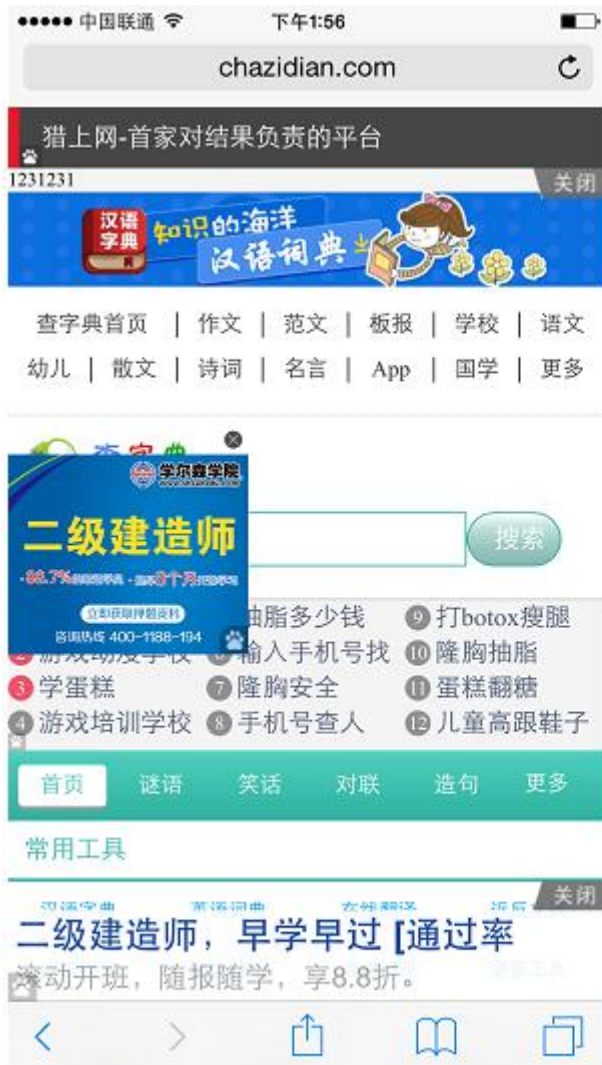 中国联通 下午1:56
chazidian.com
猎上网-首家对结果负责的平台
1231231
关闭
汉语字典 知识的海洋
汉语词典
查字典首页 | 作文 | 范文 | 板报 | 学校 | 语文
幼儿 | 散文 | 诗词 | 名言 | App | 国学 | 更多
查字典
学尔森学院
二级建造师
搜索
立即获取押题资料
咨询热线 400-1188-194
抽脂多少钱 9 打botox瘦腿
输入手机号找 10 隆胸抽脂
3 学蛋糕 7 隆胸安全 11 蛋糕翻糖
4 游戏培训学校 8 手机号查人 12 儿童高跟鞋子
首页 谜语 笑话 对联 造句 更多
常用工具
关闭
二级建造师，早学早过 [通过率
滚动开班，随报随学，享8.8折。